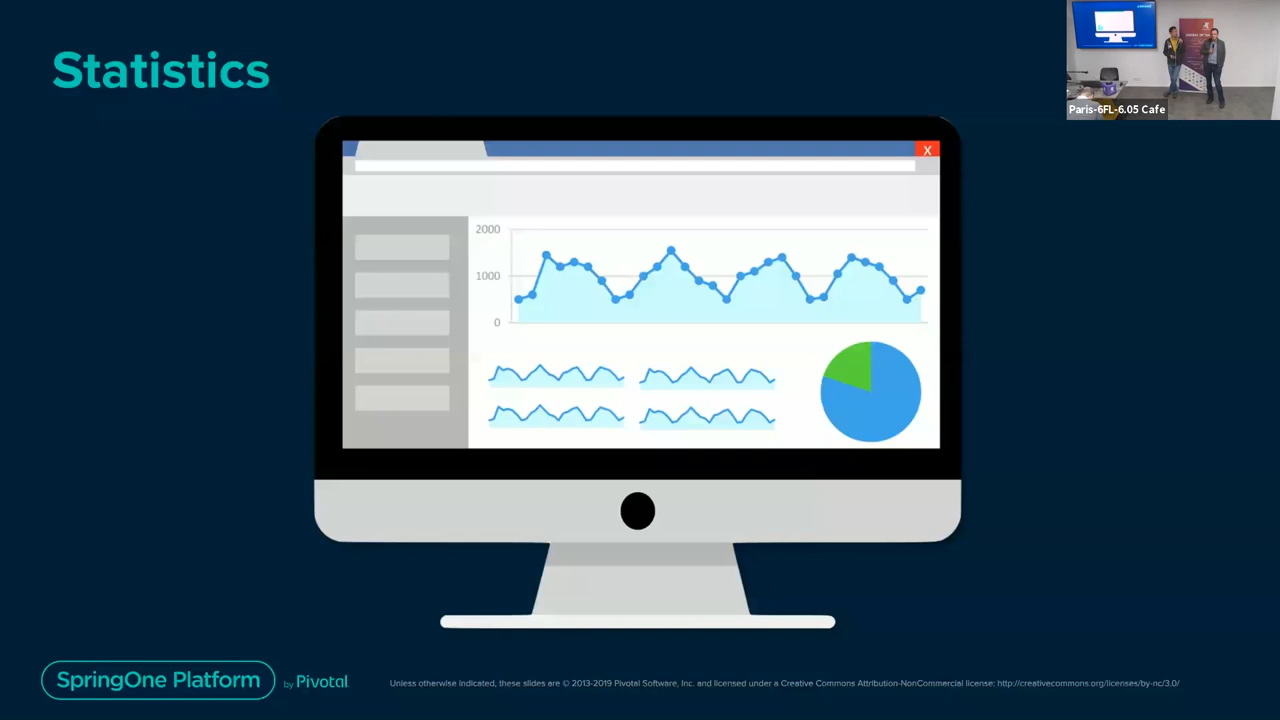 Statistics
Paris-6FL-6.05 Cafe
X
2000
1000
0
SpringOne Platform by Pivotal
Unless otherwise indicated, these slides are © 2013-2019 Pivotal Software, Inc. and licensed under a Creative Commons Attribution-NonCommercial license: http://creativecommons.org/licenses/by-nc/3.0/